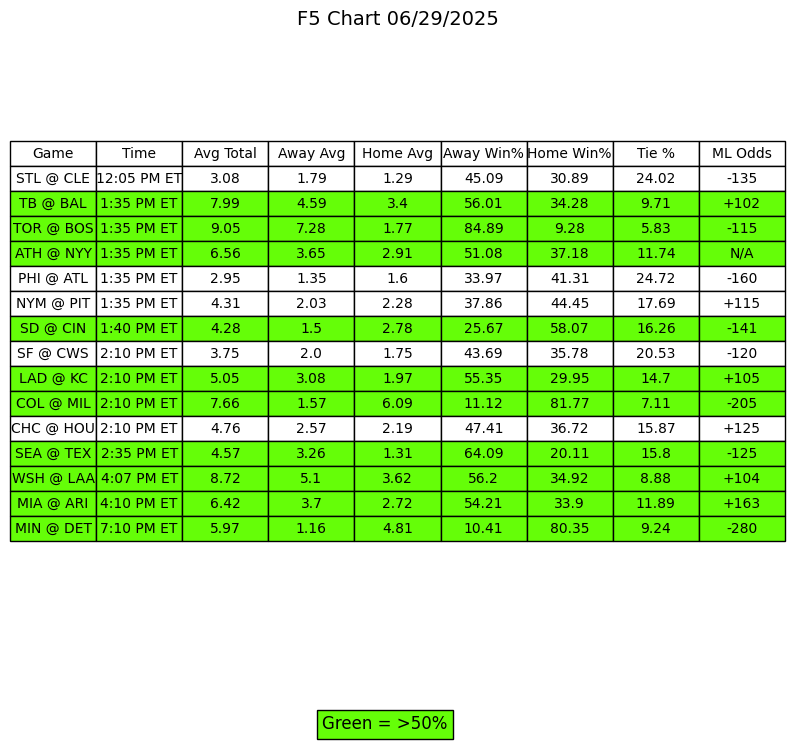 F5 Chart 06/29/2025
Game Time Avg Total Away Avg Home Avg Away Win% Home Win% Tie % ML Odds
STL @ CLE 12:05 PM ET 3.08 1.79 1.29 45.09 30.89 24.02 -135
TB @ BAL 1:35 PM ET 7.99 4.59 3.4 56.01 34.28 9.71 +102
TOR @ BOS 1:35 PM ET 9.05 7.28 1.77 84.89 9.28 5.83 -115
ATH @ NYY 1:35 PM ET 6.56 3.65 2.91 51.08 37.18 11.74 N/A
PHI @ ATL 1:35 PM ET 2.95 1.35 1.6 33.97 41.31 24.72 -160
NYM @ PIT 1:35 PM ET 4.31 2.03 2.28 37.86 44.45 17.69 +115
SD @ CIN 1:40 PM ET 4.28 1.5 2.78 25.67 58.07 16.26 -141
SF @ CWS 2:10 PM ET 3.75 2.0 1.75 43.69 35.78 20.53 -120
LAD @ KC 2:10 PM ET 5.05 3.08 1.97 55.35 29.95 14.7 +105
COL @ MIL 2:10 PM ET 7.66 1.57 6.09 11.12 81.77 7.11 -205
CHC @ HOU 2:10 PM ET 4.76 2.57 2.19 47.41 36.72 15.87 +125
SEA @ TEX 2:35 PM ET 4.57 3.26 1.31 64.09 20.11 15.8 -125
WSH @ LAA 4:07 PM ET 8.72 5.1 3.62 56.2 34.92 8.88 +104
MIA @ ARI 4:10 PM ET 6.42 3.7 2.72 54.21 33.9 11.89 +163
MIN @ DET 7:10 PM ET 5.97 1.16 4.81 10.41 80.35 9.24 -280
Green = >50%